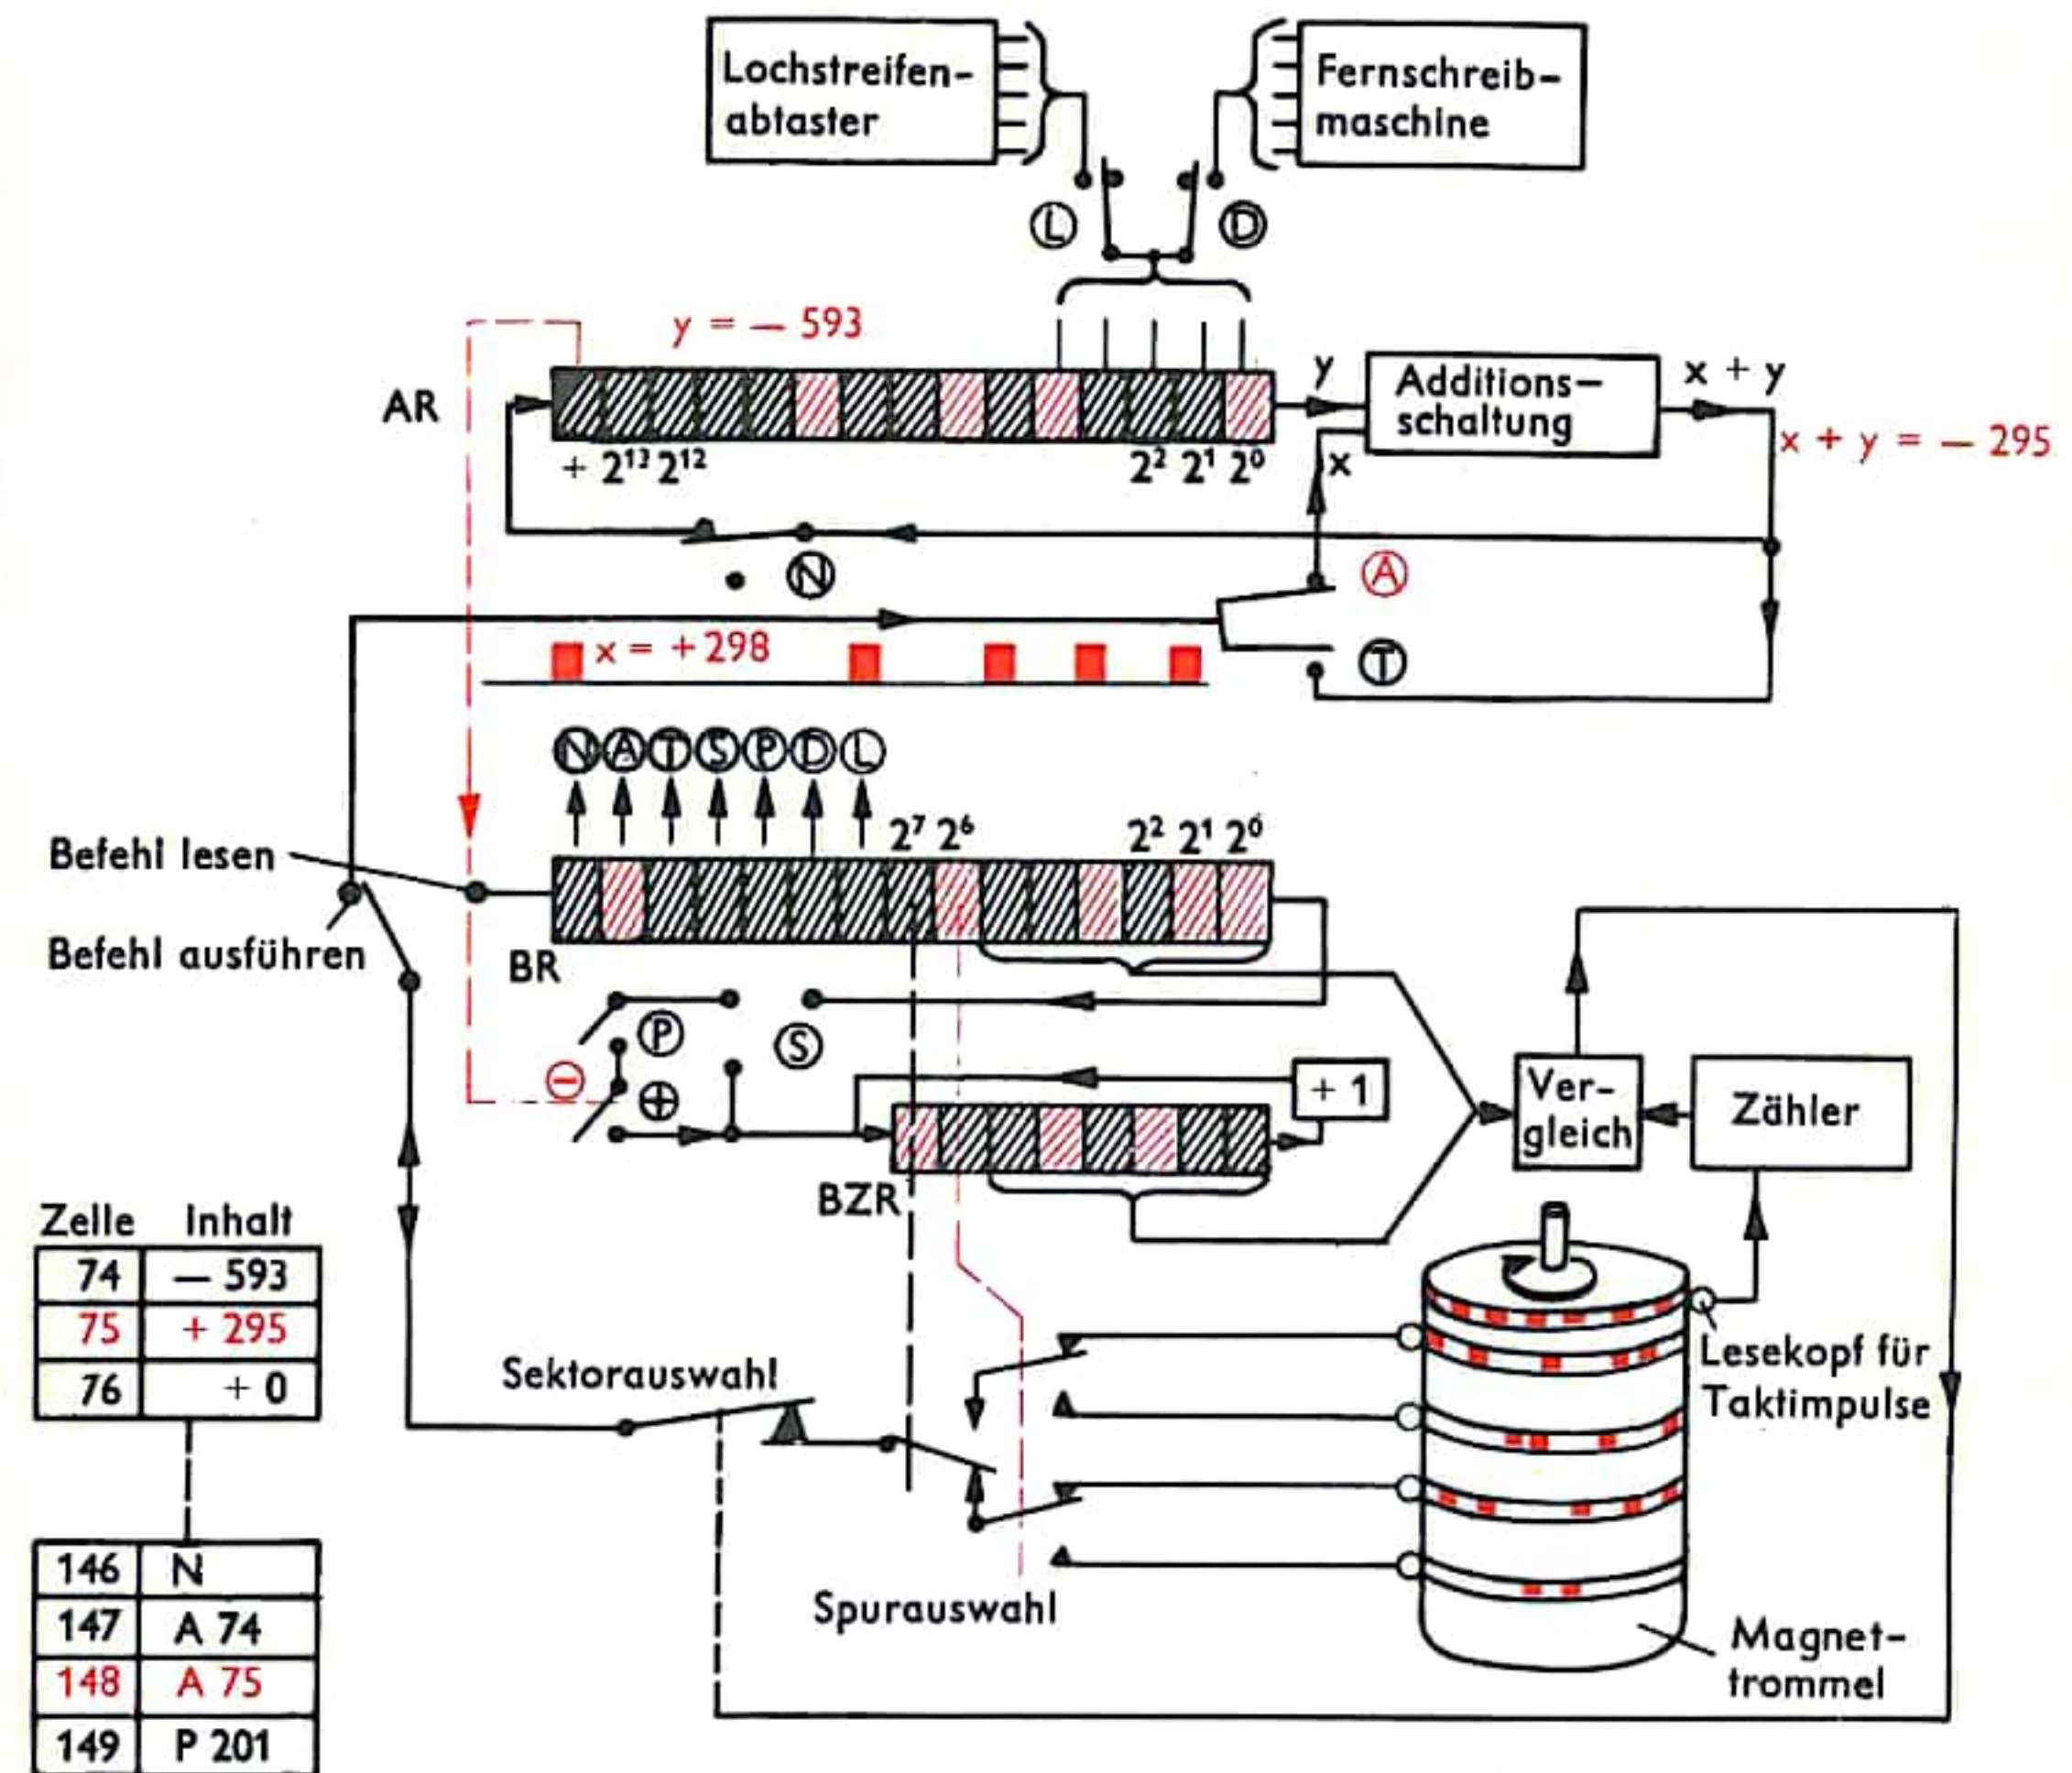 Lochstreifen-
abtaster
Fernschreib-
maschine
L
D
y = − 593
AR
y
Additions-
schaltung
x + y
x + y = − 295
+ 2¹³ 2¹²
2² 2¹ 2⁰
x
N
A
x = + 298
T
N A T S P D L
2⁷ 2⁶
2² 2¹ 2⁰
Befehl lesen
Befehl ausführen
BR
P
S
−
+
+ 1
Ver-
gleich
Zähler
BZR
Zelle Inhalt
74 − 593
75 + 295
76 + 0
Sektorauswahl
Lesekopf für
Taktimpulse
Spurauswahl
146 N
147 A 74
148 A 75
149 P 201
Magnet-
trommel